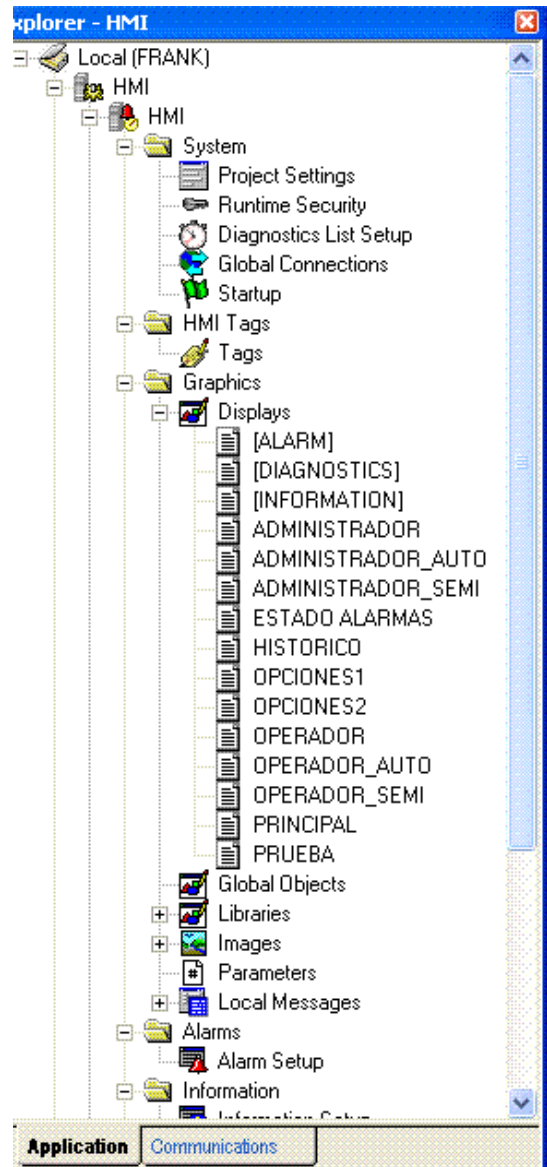 xplorer - HMI
Local (FRANK)
HMI
HMI
System
Project Settings
Runtime Security
Diagnostics List Setup
Global Connections
Startup
HMI Tags
Tags
Graphics
Displays
[ALARM]
[DIAGNOSTICS]
[INFORMATION]
ADMINISTRADOR
ADMINISTRADOR_AUTO
ADMINISTRADOR_SEMI
ESTADO ALARMAS
HISTORICO
OPCIONES1
OPCIONES2
OPERADOR
OPERADOR_AUTO
OPERADOR_SEMI
PRINCIPAL
PRUEBA
Global Objects
Libraries
Images
Parameters
Local Messages
Alarms
Alarm Setup
Information
Information Setup
Application Communications